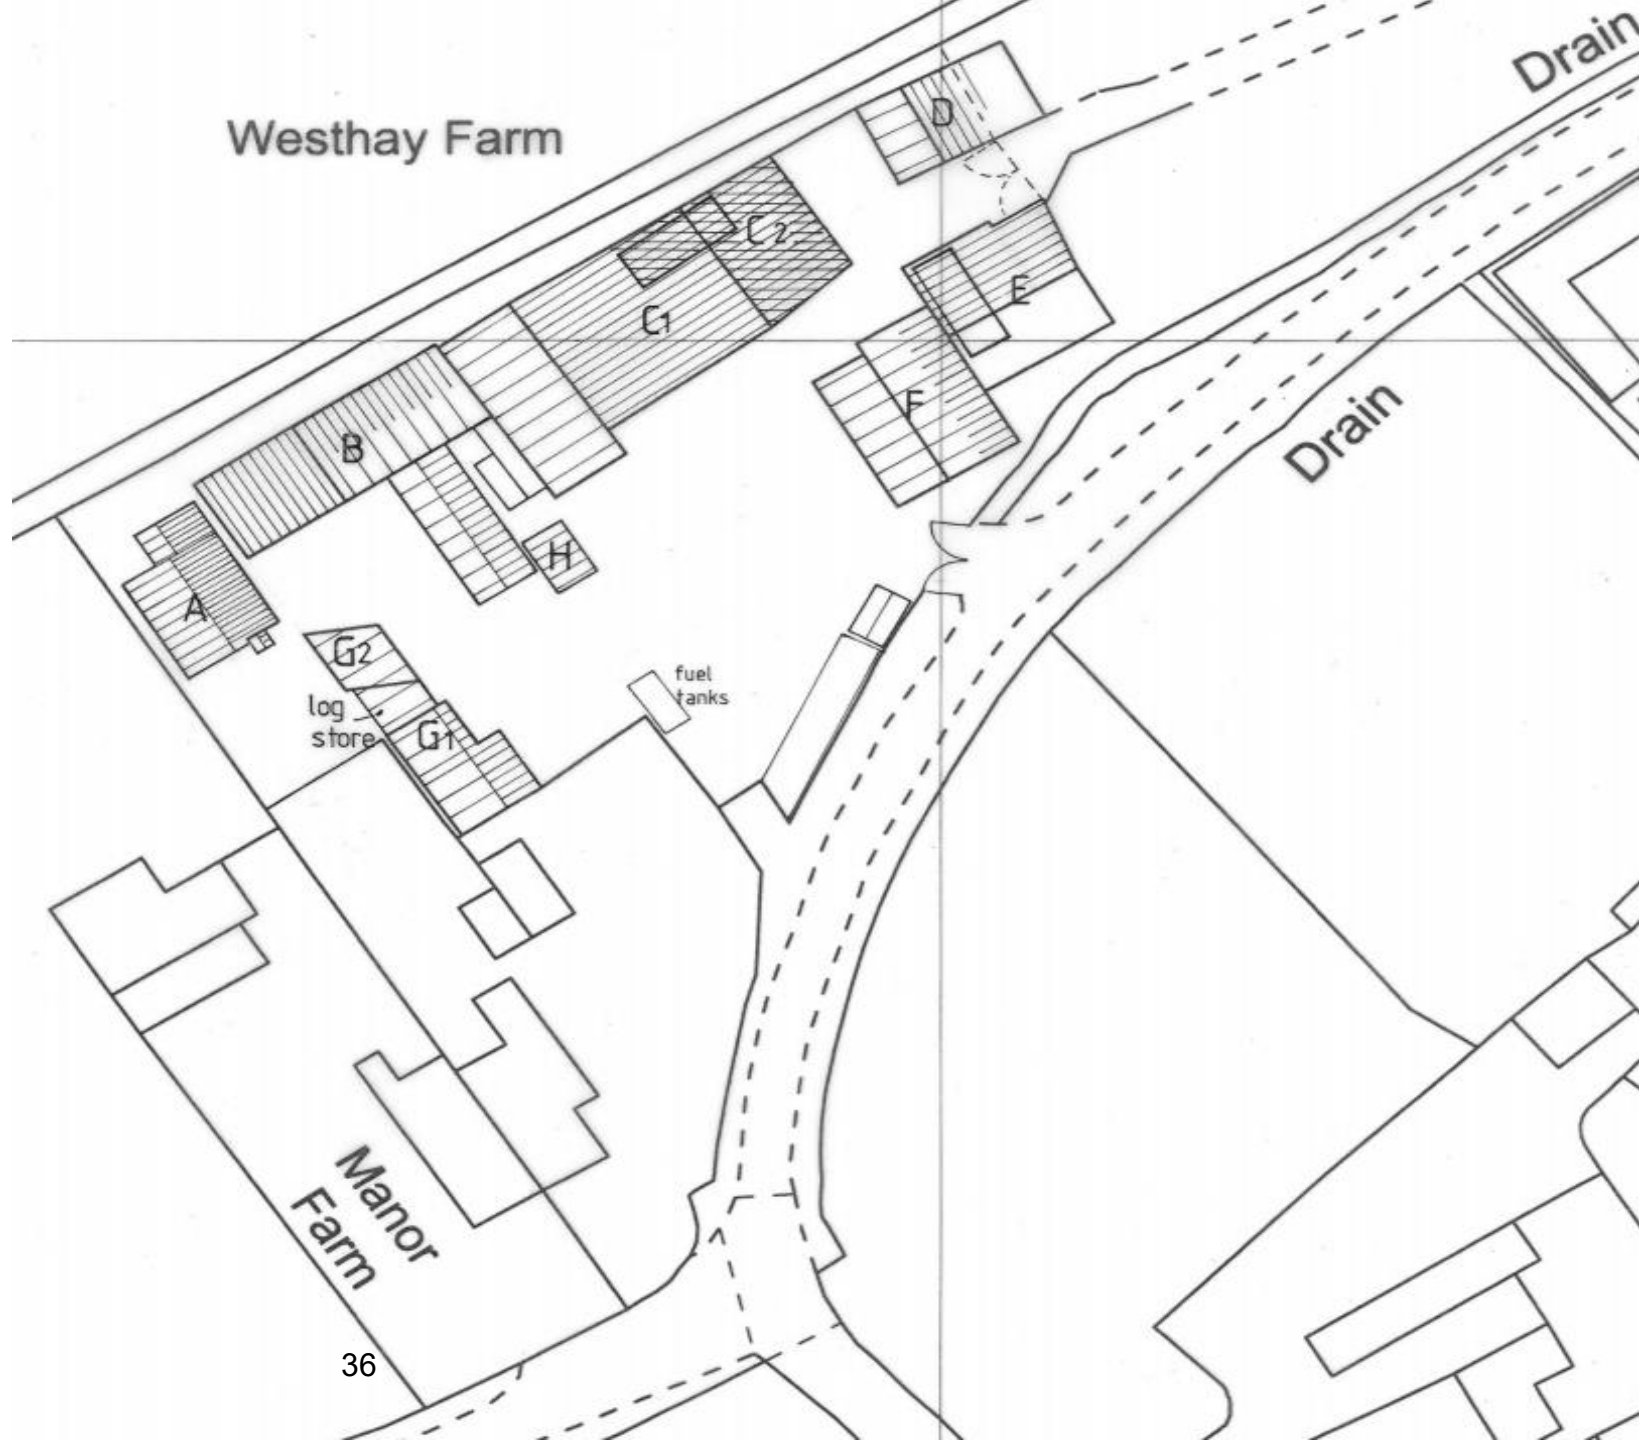 Drain
Westhay Farm
D
C2
E
C1
F
Drain
B
H
A
G2
fuel
tanks
log
store
G1
Manor
Farm
36